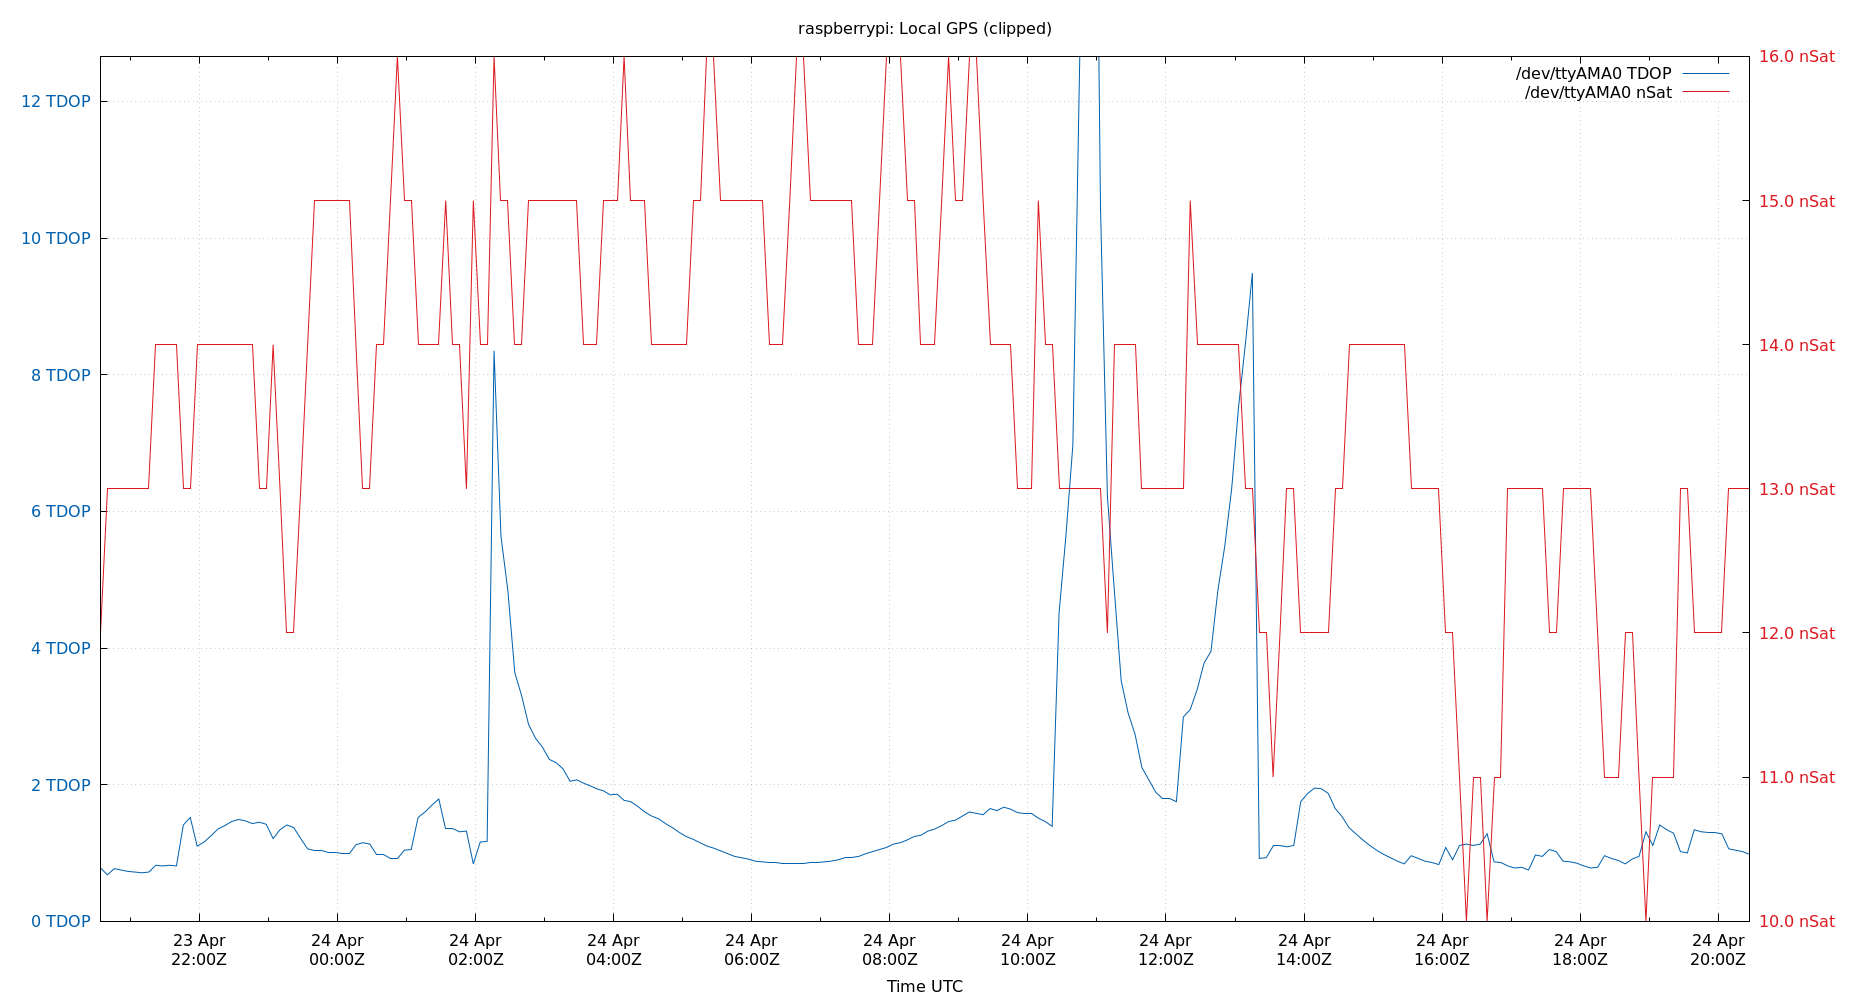 raspberrypi: Local GPS (clipped)
/dev/ttyAMA0 TDOP
/dev/ttyAMA0 nSat
12 TDOP
10 TDOP
8 TDOP
6 TDOP
4 TDOP
2 TDOP
0 TDOP
16.0 nSat
15.0 nSat
14.0 nSat
13.0 nSat
12.0 nSat
11.0 nSat
10.0 nSat
23 Apr
22:00Z
24 Apr
00:00Z
24 Apr
02:00Z
24 Apr
04:00Z
24 Apr
06:00Z
24 Apr
08:00Z
24 Apr
10:00Z
24 Apr
12:00Z
24 Apr
14:00Z
24 Apr
16:00Z
24 Apr
18:00Z
24 Apr
20:00Z
Time UTC